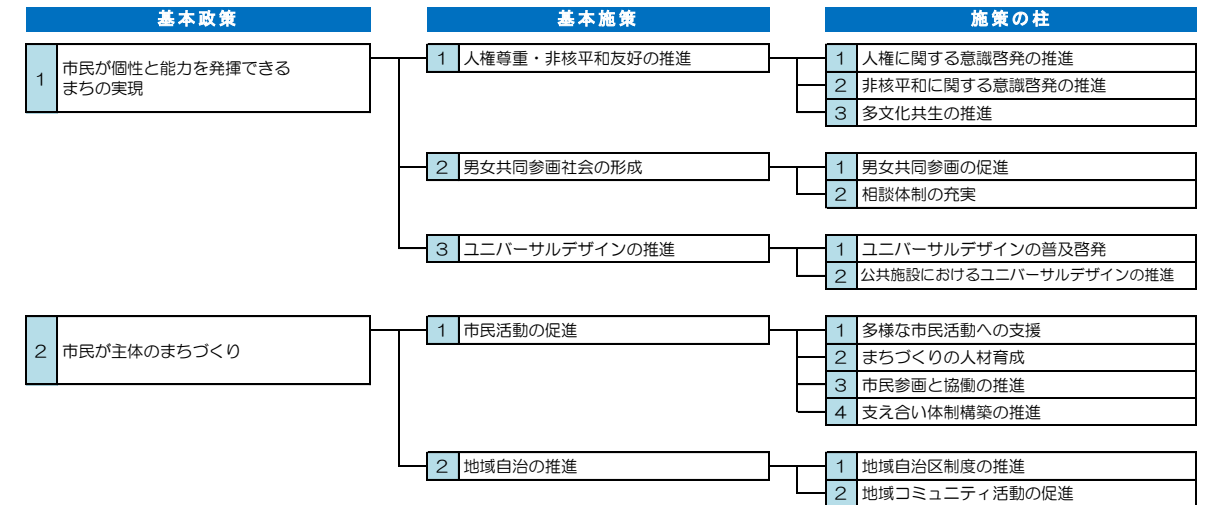 基本政策
基本施策
施策の柱
1
市民が個性と能力を発揮できる
まちの実現
1 人権尊重・非核平和友好の推進
1 人権に関する意識啓発の推進
2 非核平和に関する意識啓発の推進
3 多文化共生の推進
2 男女共同参画社会の形成
1 男女共同参画の促進
2 相談体制の充実
3 ユニバーサルデザインの推進
1 ユニバーサルデザインの普及啓発
2 公共施設におけるユニバーサルデザインの推進
2 市民が主体のまちづくり
1 市民活動の促進
1 多様な市民活動への支援
2 まちづくりの人材育成
3 市民参画と協働の推進
4 支え合い体制構築の推進
2 地域自治の推進
1 地域自治区制度の推進
2 地域コミュニティ活動の促進